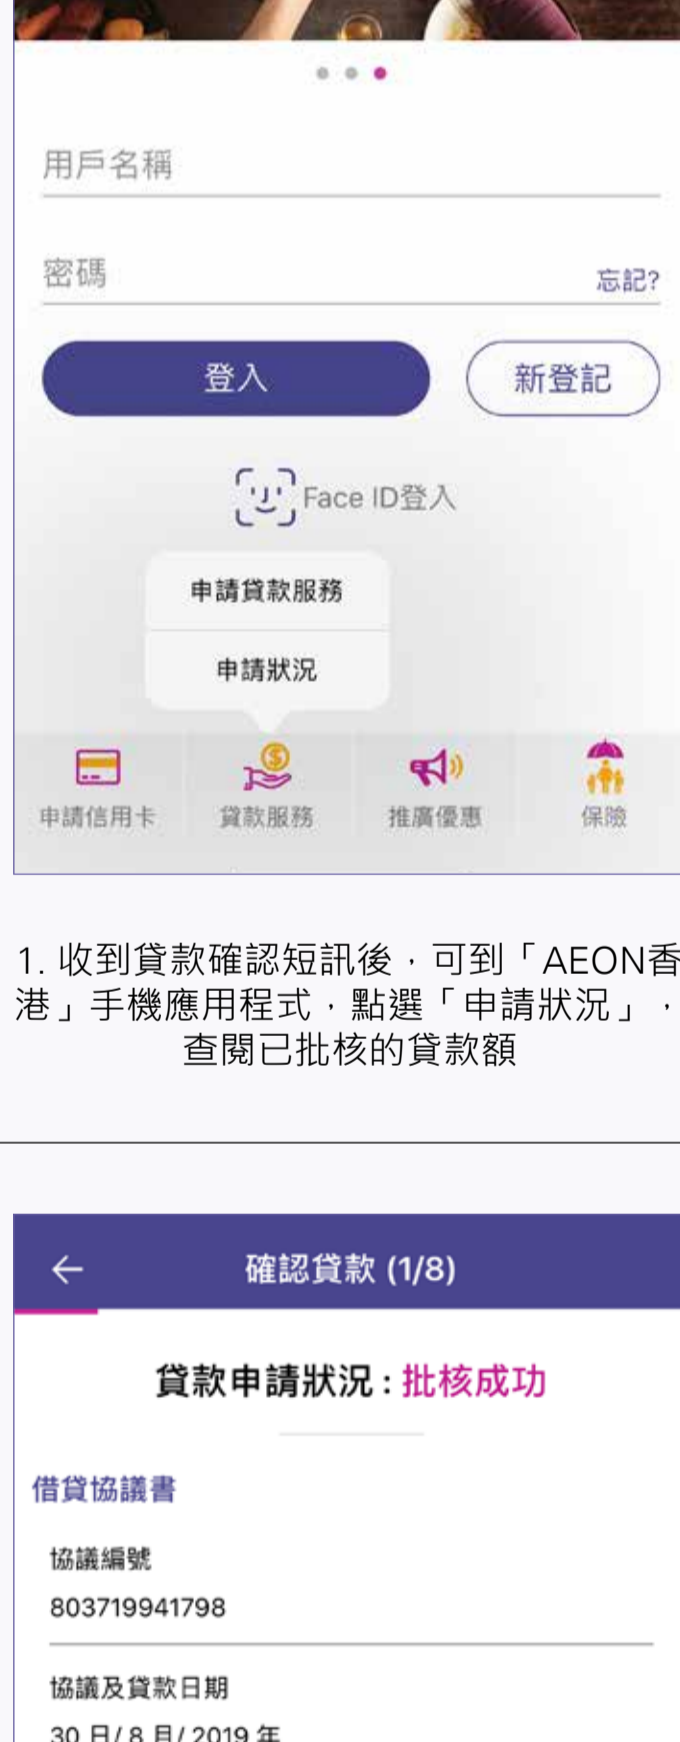 用戶名稱
密碼
忘記?
登入
新登記
Face ID登入
申請貸款服務
申請狀況
申請信用卡
貸款服務
推廣優惠
保險
1. 收到貸款確認短訊後，可到「AEON香
港」手機應用程式，點選「申請狀況」，
查閱已批核的貸款額
確認貸款 (1/8)
貸款申請狀況 : 批核成功
借貸協議書
協議編號
803719941798
協議及貸款日期
30 日/ 8 月/ 2019 年